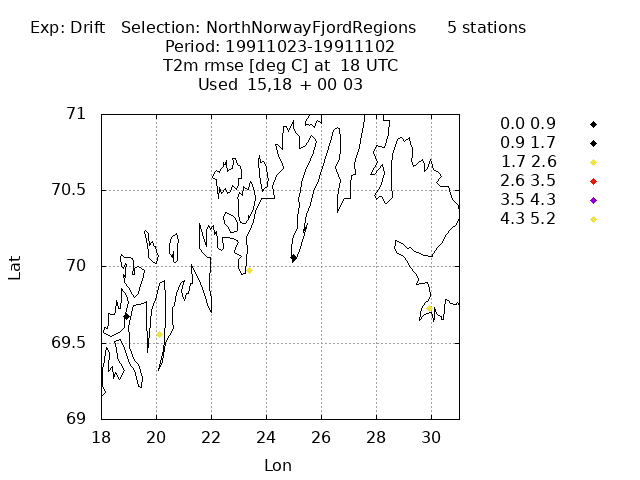 Exp: Drift Selection: NorthNorwayFjordRegions 5 stations
Period: 19911023-19911102
T2m rmse [deg C] at 18 UTC
Used 15,18 + 00 03
71
70.5
70
69.5
69
Lat
18 20 22 24 26 28 30
Lon
0.0 0.9
0.9 1.7
1.7 2.6
2.6 3.5
3.5 4.3
4.3 5.2